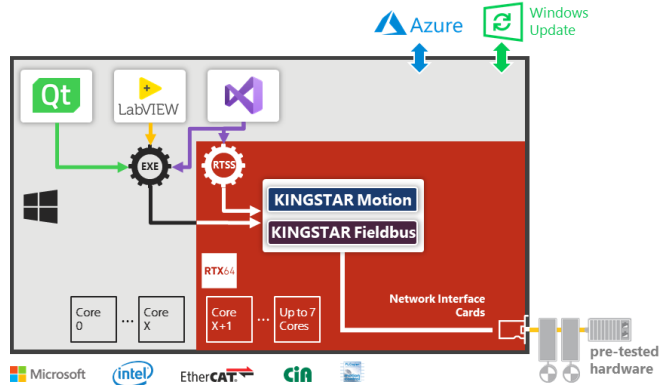 Azure
Windows
Update
Qt
LabVIEW
EXE
RTSS
KINGSTAR Motion
KINGSTAR Fieldbus
RTX64
Core
0
...
Core
X
Core
X+1
...
Up to 7
Cores
Network Interface
Cards
pre-tested
hardware
Microsoft
intel
EtherCAT
CiA